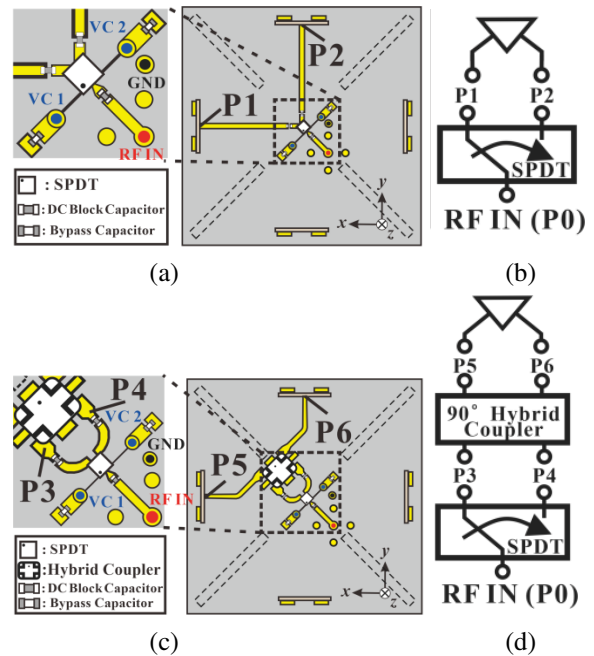 VC 2
GND
VC 1
RF IN
: SPDT
: DC Block Capacitor
: Bypass Capacitor
P2
P1
y
x
z
(a)
P1 P2
SPDT
RF IN (P0)
(b)
P4
VC 2
GND
P3
VC 1
RF IN
: SPDT
:Hybrid Coupler
: DC Block Capacitor
: Bypass Capacitor
P6
P5
y
x
z
(c)
P5 P6
90° Hybrid
Coupler
P3 P4
SPDT
RF IN (P0)
(d)